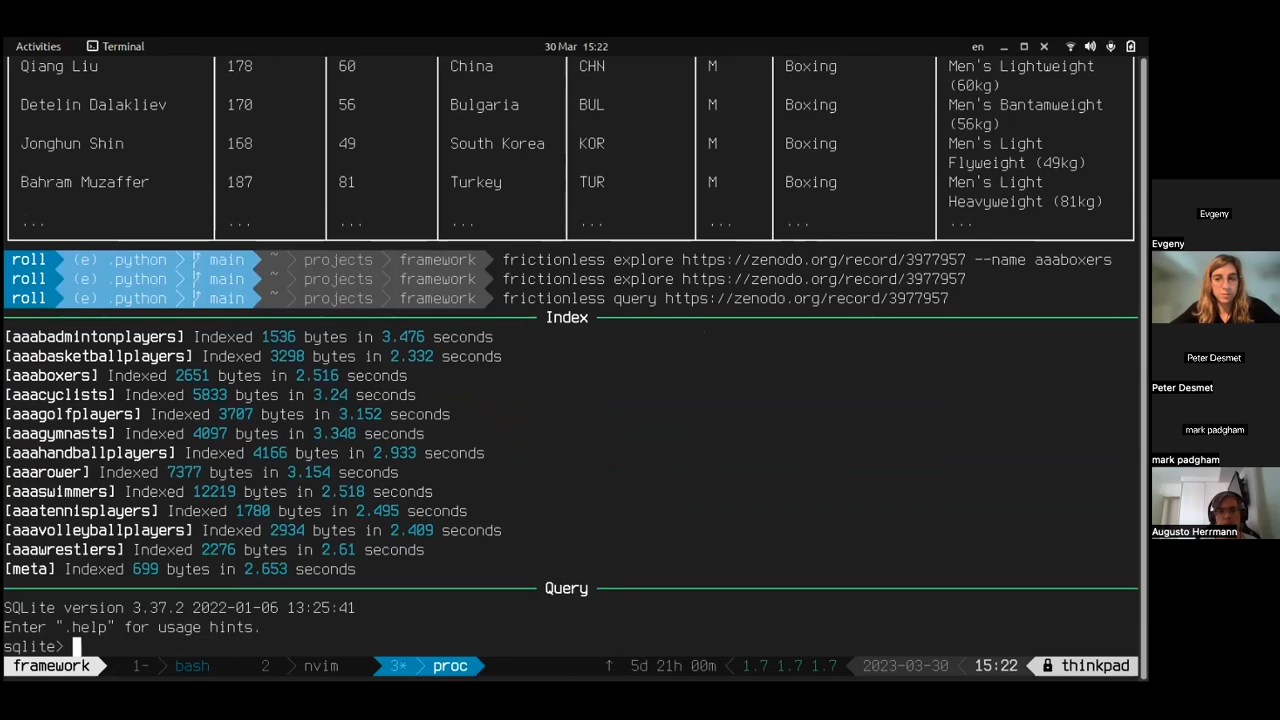 Activities Terminal 30 Mar 15:22 en
Qiang Liu 178 60 China CHN M Boxing Men's Lightweight
(60kg)
Detelin Dalakliev 170 56 Bulgaria BUL M Boxing Men's Bantamweight
(56kg)
Jonghun Shin 168 49 South Korea KOR M Boxing Men's Light
Flyweight (49kg)
Bahram Muzaffer 187 81 Turkey TUR M Boxing Men's Light
Heavyweight (81kg)
... ... ... ... ... ... ... ...
roll (e) .python main ~ projects framework frictionless explore https://zenodo.org/record/3977957 --name aaaboxers
roll (e) .python main ~ projects framework frictionless explore https://zenodo.org/record/3977957
roll (e) .python main ~ projects framework frictionless query https://zenodo.org/record/3977957
Index
[aaabadmintonplayers] Indexed 1536 bytes in 3.476 seconds
[aaabasketballplayers] Indexed 3298 bytes in 2.332 seconds
[aaaboxers] Indexed 2651 bytes in 2.516 seconds
[aaacyclists] Indexed 5833 bytes in 3.24 seconds
[aaagolfplayers] Indexed 3707 bytes in 3.152 seconds
[aaagymnasts] Indexed 4097 bytes in 3.348 seconds
[aaahandballplayers] Indexed 4166 bytes in 2.933 seconds
[aaarower] Indexed 7377 bytes in 3.154 seconds
[aaaswimmers] Indexed 12219 bytes in 2.518 seconds
[aaatennisplayers] Indexed 1780 bytes in 2.495 seconds
[aaavolleyballplayers] Indexed 2934 bytes in 2.409 seconds
[aaawrestlers] Indexed 2276 bytes in 2.61 seconds
[meta] Indexed 699 bytes in 2.653 seconds
Query
SQLite version 3.37.2 2022-01-06 13:25:41
Enter ".help" for usage hints.
sqlite>
framework 1- bash 2 nvim 3* proc ↑ 5d 21h 00m 1.7 1.7 1.7 2023-03-30 15:22 thinkpad
Evgeny
Evgeny
Peter Desmet
Peter Desmet
mark padgham
mark padgham
Augusto Herrmann